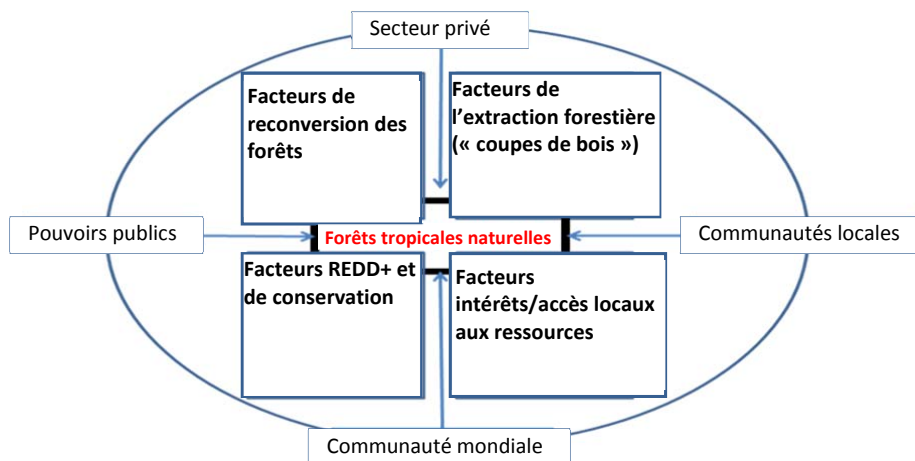 Secteur privé
Facteurs de
reconversion des
forêts
Facteurs de
l’extraction forestière
(« coupes de bois »)
Pouvoirs publics
Forêts tropicales naturelles
Communautés locales
Facteurs REDD+ et
de conservation
Facteurs
intérêts/accès locaux
aux ressources
Communauté mondiale